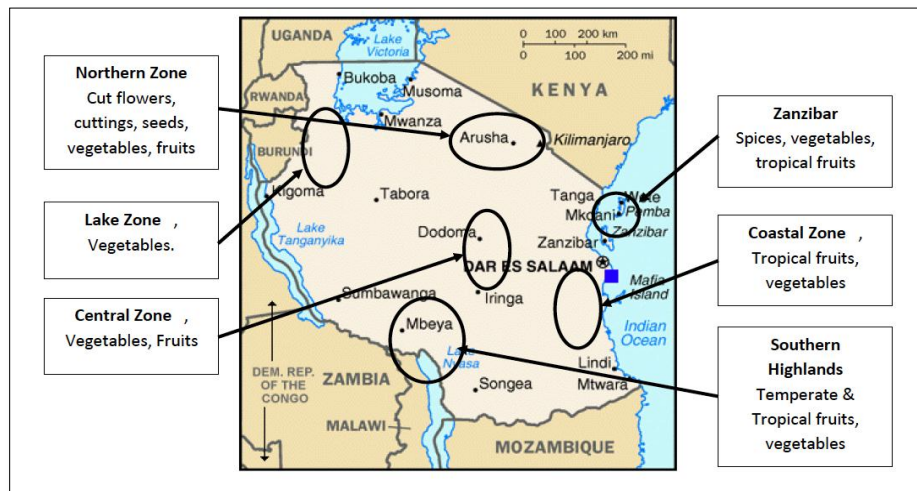 Northern Zone
Cut flowers,
cuttings, seeds,
vegetables, fruits
Lake Zone ,
Vegetables.
Central Zone ,
Vegetables, Fruits
UGANDA
Lake
Victoria
0 100 200 km
0 100 200 mi
Bukoba
Musoma
RWANDA
KENYA
Mwanza
BURUNDI
Arusha
Kilimanjaro
Kigoma
Tabora
Tanga
Wete
Pemba
Mkoani
Lake
Tanganyika
Dodoma
Zanzibar
Zanzibar
DAR ES SALAAM
Mafia
Island
Sumbawanga
Iringa
Mbeya
Indian
Ocean
Lake
Nyasa
Lindi
Mtwara
Songea
DEM. REP.
OF THE
CONGO
ZAMBIA
MALAWI
MOZAMBIQUE
Zanzibar
Spices, vegetables,
tropical fruits
Coastal Zone ,
Tropical fruits,
vegetables
Southern
Highlands
Temperate &
Tropical fruits,
vegetables